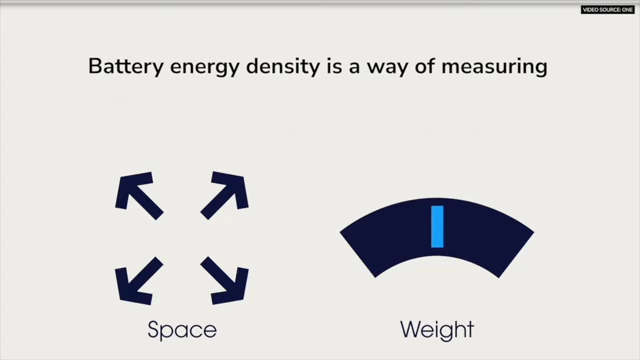 VIDEO SOURCE: ONE
Battery energy density is a way of measuring
Space
Weight